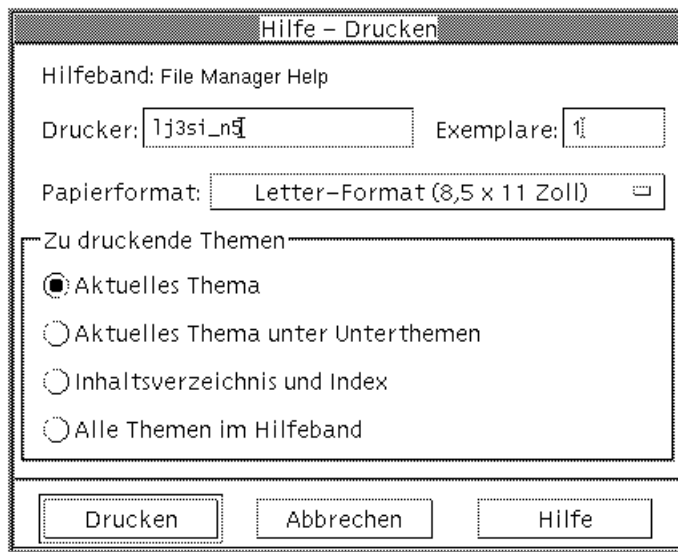 Hilfe – Drucken
Hilfeband: File Manager Help
Drucker: lj3si_n5 Exemplare: 1
Papierformat: Letter–Format (8,5 x 11 Zoll)
Zu druckende Themen
Aktuelles Thema
Aktuelles Thema unter Unterthemen
Inhaltsverzeichnis und Index
Alle Themen im Hilfeband
Drucken Abbrechen Hilfe